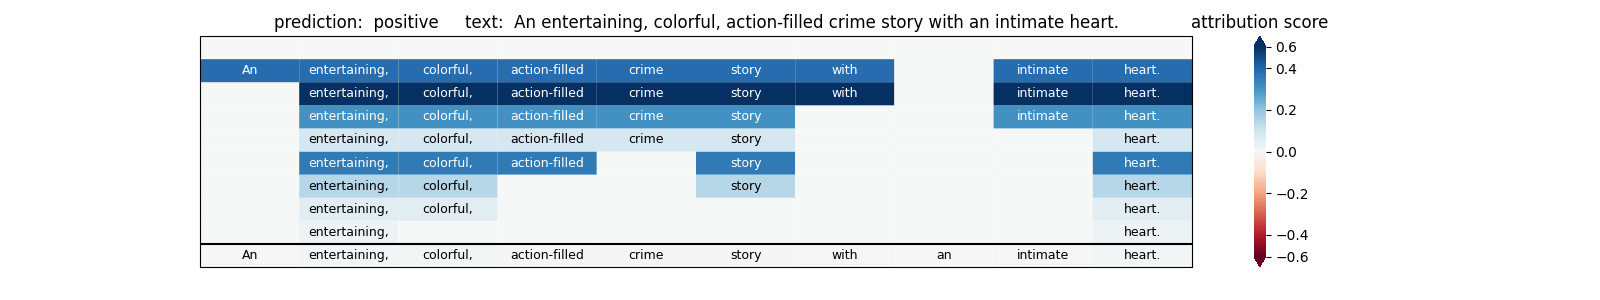 prediction:  positive     text:  An entertaining, colorful, action-filled crime story with an intimate heart.
attribution score
An entertaining, colorful, action-filled crime story with intimate heart.
entertaining, colorful, action-filled crime story with intimate heart.
entertaining, colorful, action-filled crime story intimate heart.
entertaining, colorful, action-filled crime story heart.
entertaining, colorful, action-filled story heart.
entertaining, colorful, story heart.
entertaining, colorful, heart.
entertaining, heart.
An entertaining, colorful, action-filled crime story with an intimate heart.
0.6
0.4
0.2
0.0
−0.2
−0.4
−0.6